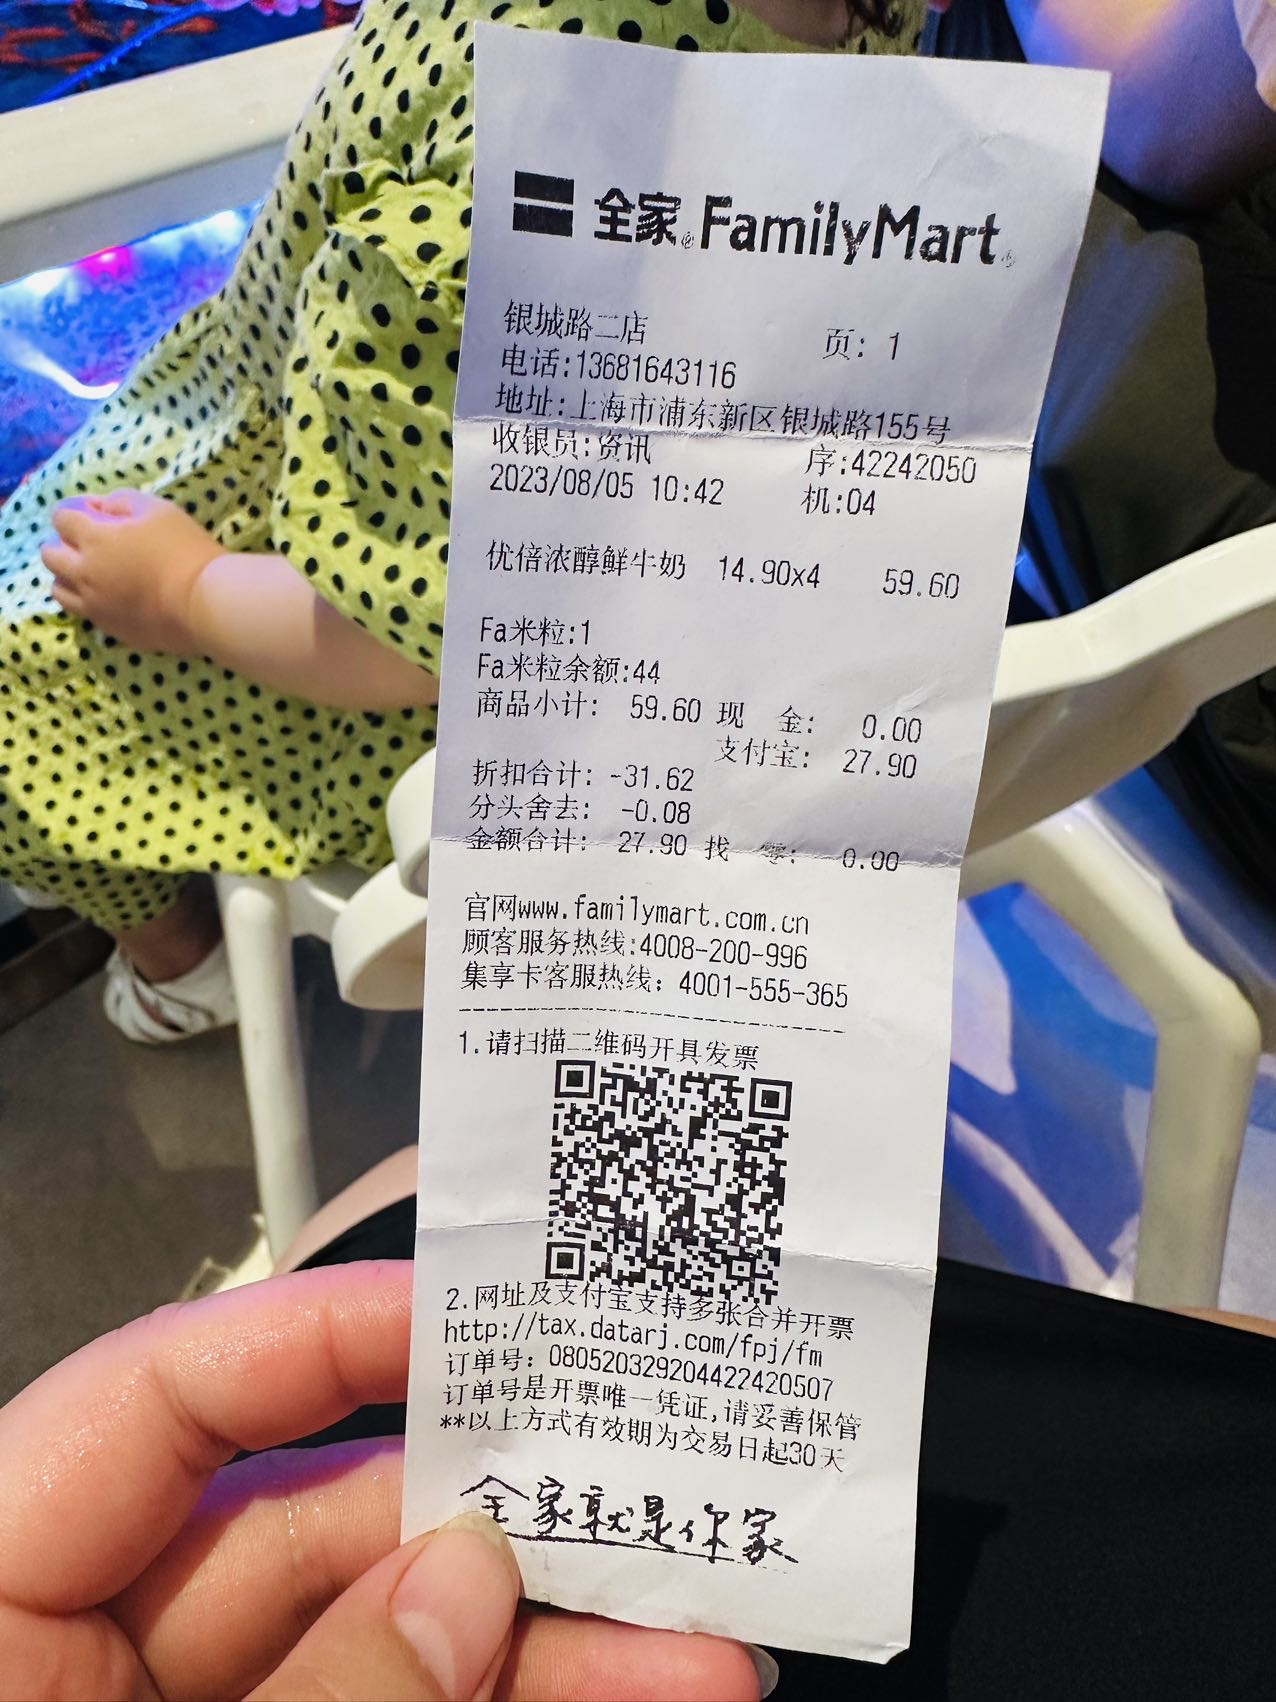 全家® FamilyMart®
银城路二店 页: 1
电话:13681643116
地址:上海市浦东新区银城路155号
收银员:资讯 序:42242050
2023/08/05 10:42 机:04
优倍浓醇鲜牛奶 14.90x4 59.60
Fa米粒:1
Fa米粒余额:44
商品小计: 59.60 现 金: 0.00
支付宝: 27.90
折扣合计: -31.62
分头舍去: -0.08
金额合计: 27.90 找 零: 0.00
官网www.familymart.com.cn
顾客服务热线:4008-200-996
集享卡客服热线: 4001-555-365
1.请扫描二维码开具发票
2.网址及支付宝支持多张合并开票
http://tax.datarj.com/fpj/fm
订单号: 080520329204422420507
订单号是开票唯一凭证,请妥善保管
**以上方式有效期为交易日起30天
全家就是你家